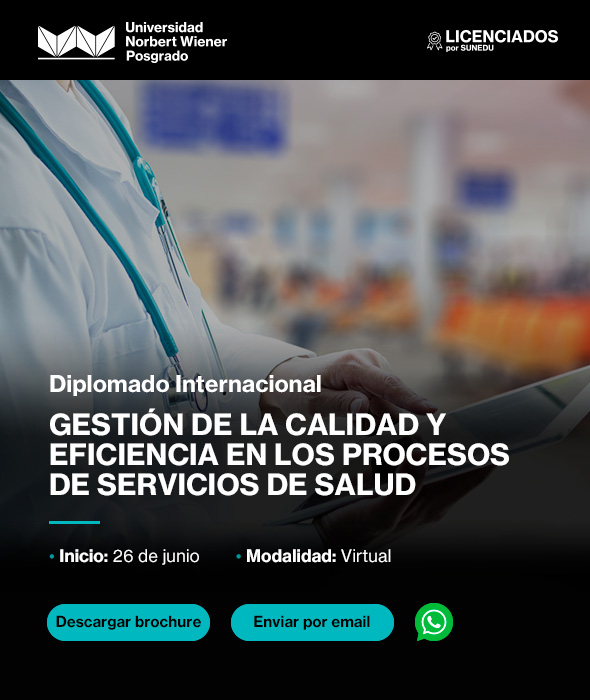 Universidad
Norbert Wiener
Posgrado
LICENCIADOS
por SUNEDU
Diplomado Internacional
GESTIÓN DE LA CALIDAD Y
EFICIENCIA EN LOS PROCESOS
DE SERVICIOS DE SALUD
• Inicio: 26 de junio • Modalidad: Virtual
Descargar brochure Enviar por email